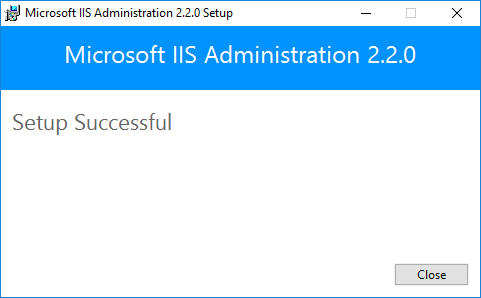 Microsoft IIS Administration 2.2.0 Setup
Microsoft IIS Administration 2.2.0
Setup Successful
Close